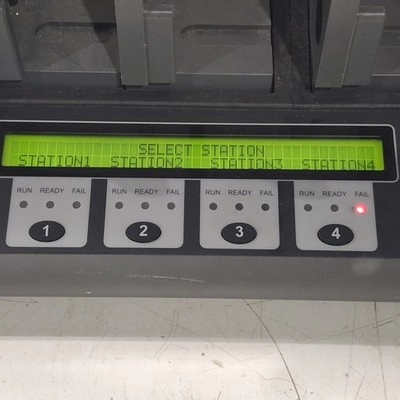 SELECT STATION
STATION1 STATION2 STATION3 STATION4
RUN READY FAIL RUN READY FAIL RUN READY FAIL RUN READY FAIL
1 2 3 4